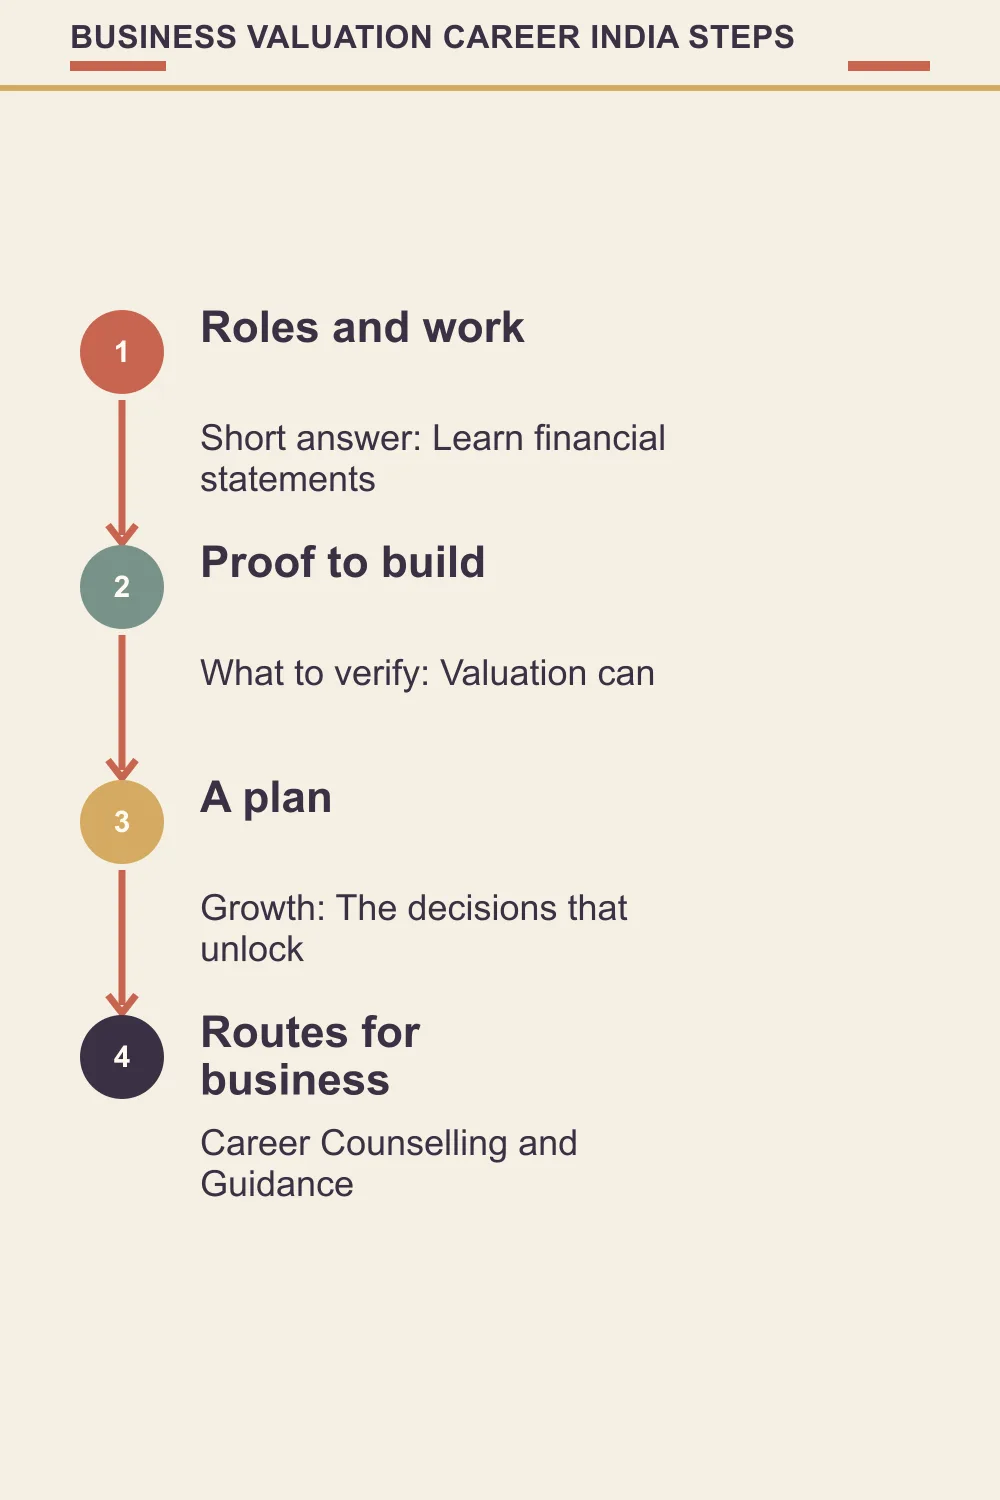 BUSINESS VALUATION CAREER INDIA STEPS
1
Roles and work
Short answer: Learn financial
statements
2
Proof to build
What to verify: Valuation can
3
A plan
Growth: The decisions that
unlock
4
Routes for
business
Career Counselling and
Guidance